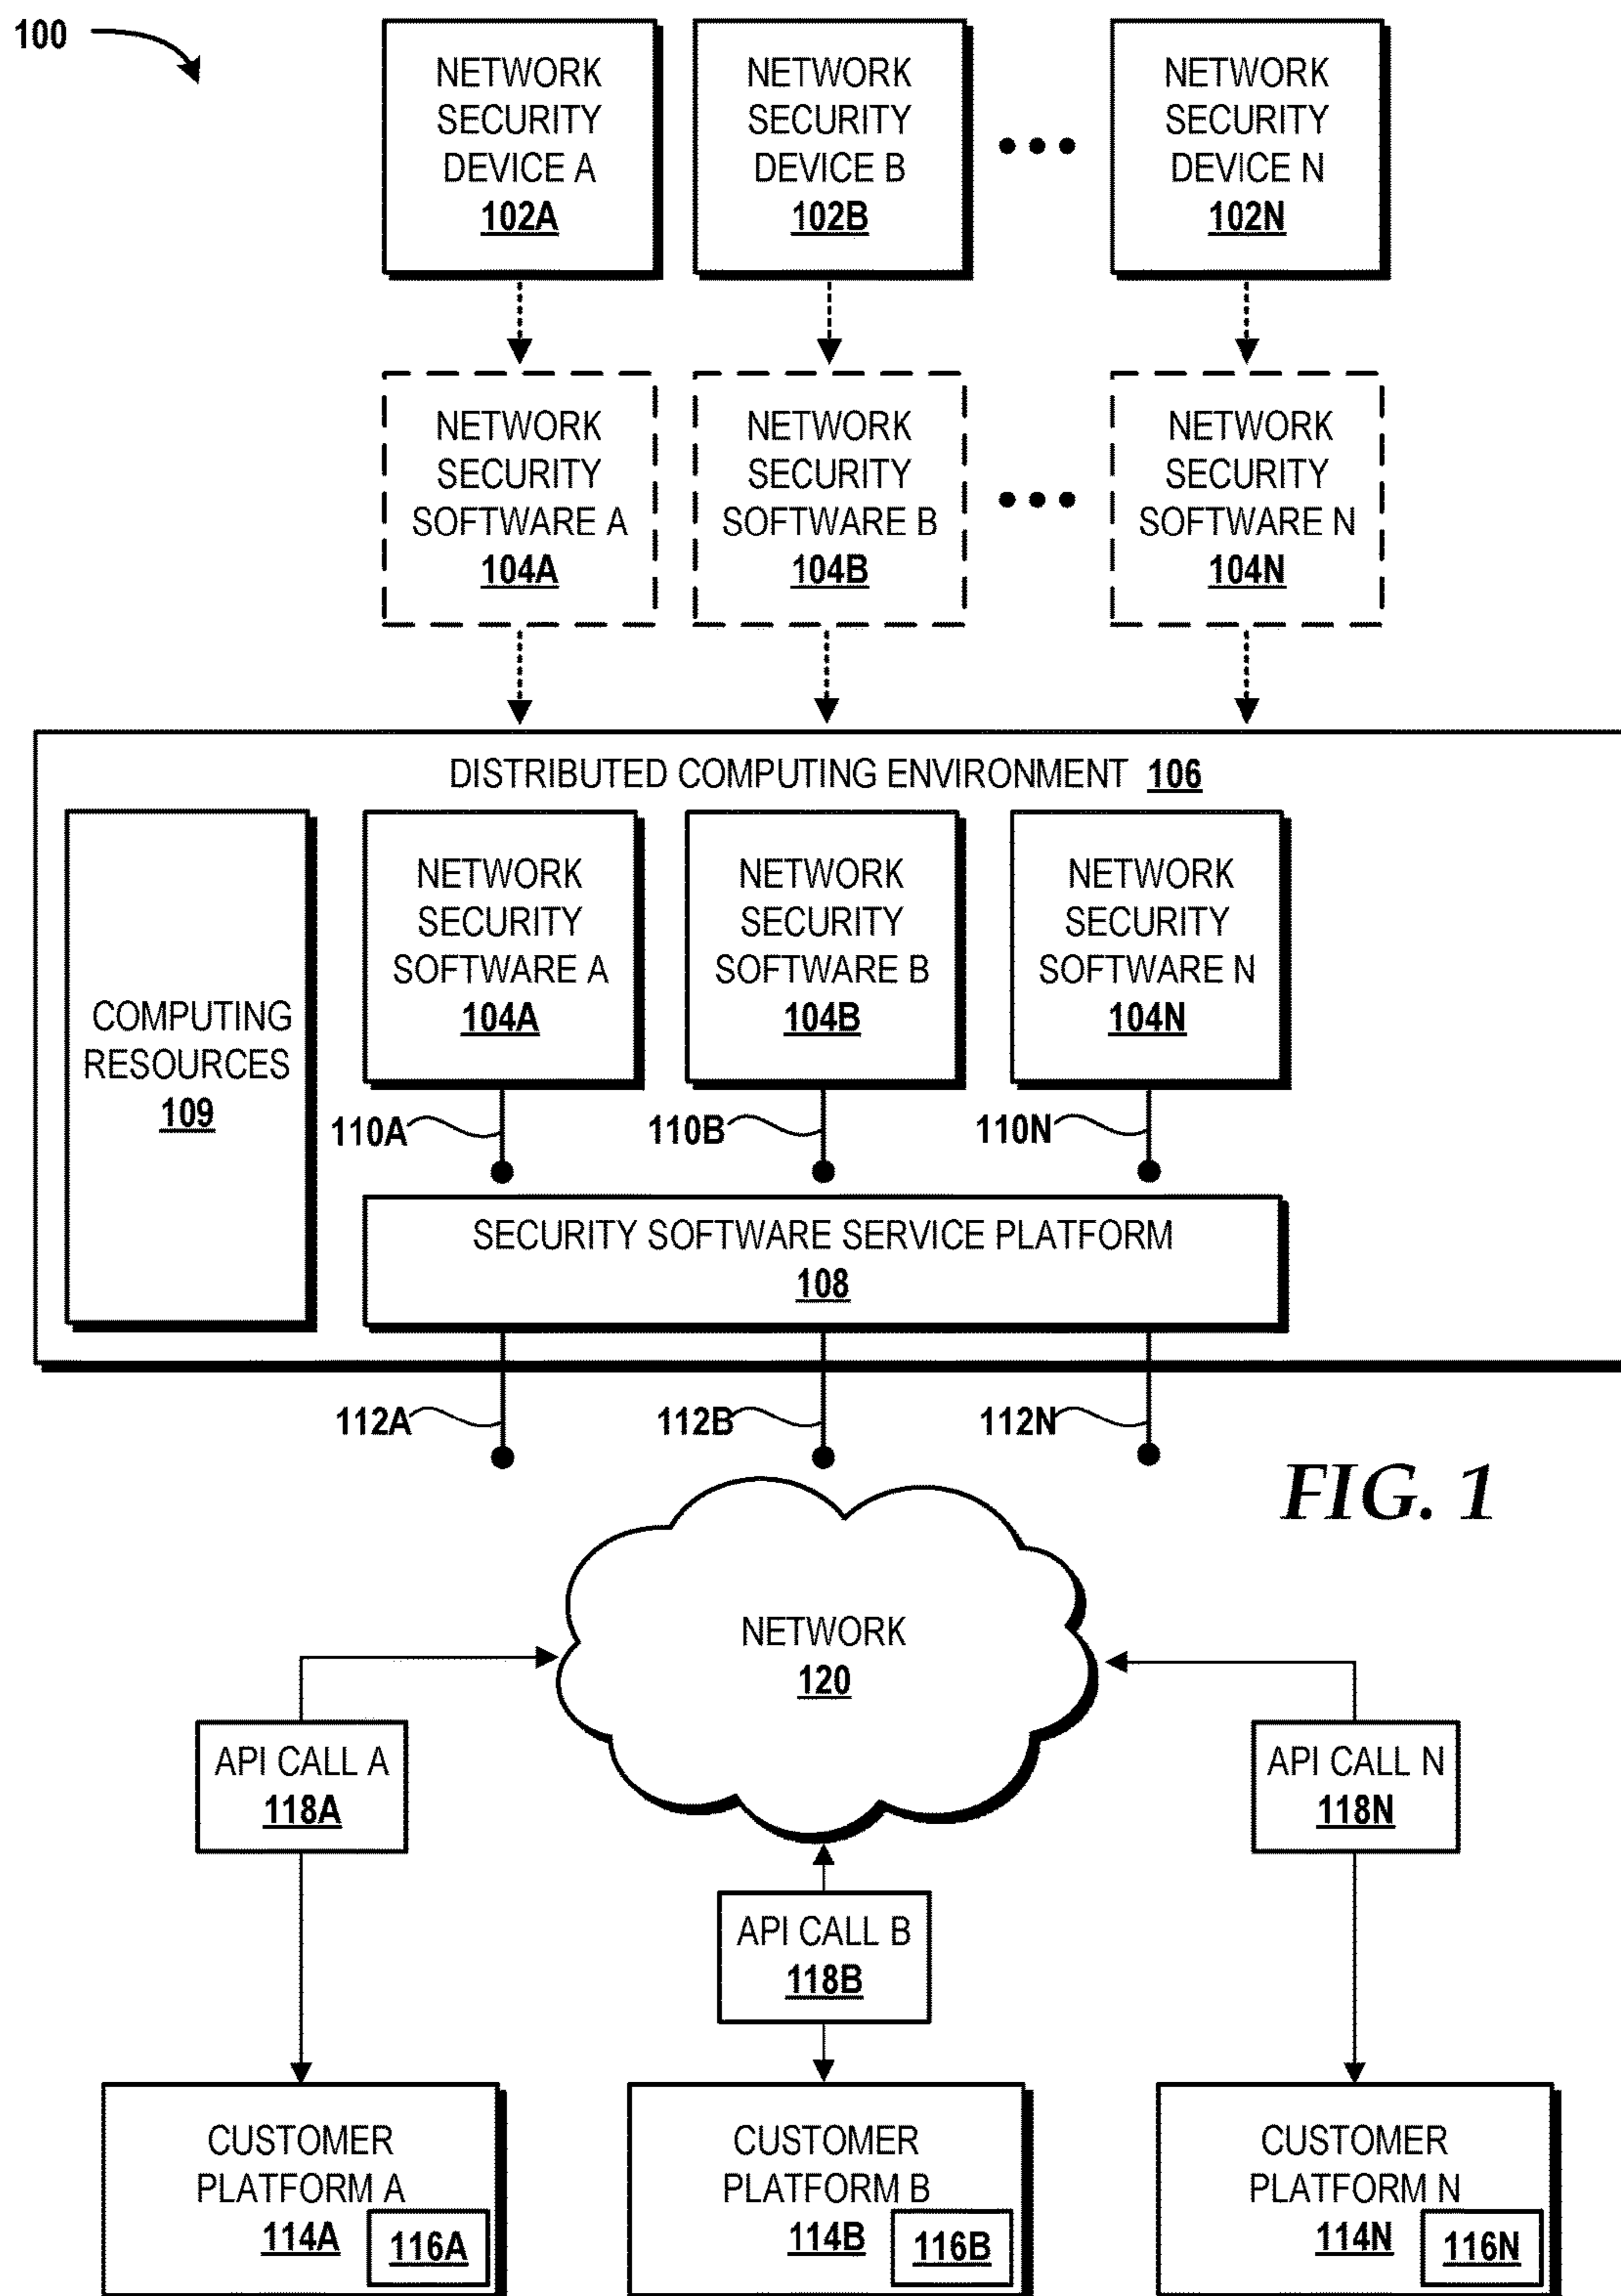 100
NETWORK
SECURITY
DEVICE A
102A
NETWORK
SECURITY
DEVICE B
102B
NETWORK
SECURITY
DEVICE N
102N
NETWORK
SECURITY
SOFTWARE A
104A
NETWORK
SECURITY
SOFTWARE B
104B
NETWORK
SECURITY
SOFTWARE N
104N
DISTRIBUTED COMPUTING ENVIRONMENT 106
COMPUTING
RESOURCES
109
NETWORK
SECURITY
SOFTWARE A
104A
NETWORK
SECURITY
SOFTWARE B
104B
NETWORK
SECURITY
SOFTWARE N
104N
110A
110B
110N
SECURITY SOFTWARE SERVICE PLATFORM
108
112A
112B
112N
FIG. 1
NETWORK
120
API CALL A
118A
API CALL B
118B
API CALL N
118N
CUSTOMER
PLATFORM A
114A
116A
CUSTOMER
PLATFORM B
114B
116B
CUSTOMER
PLATFORM N
114N
116N